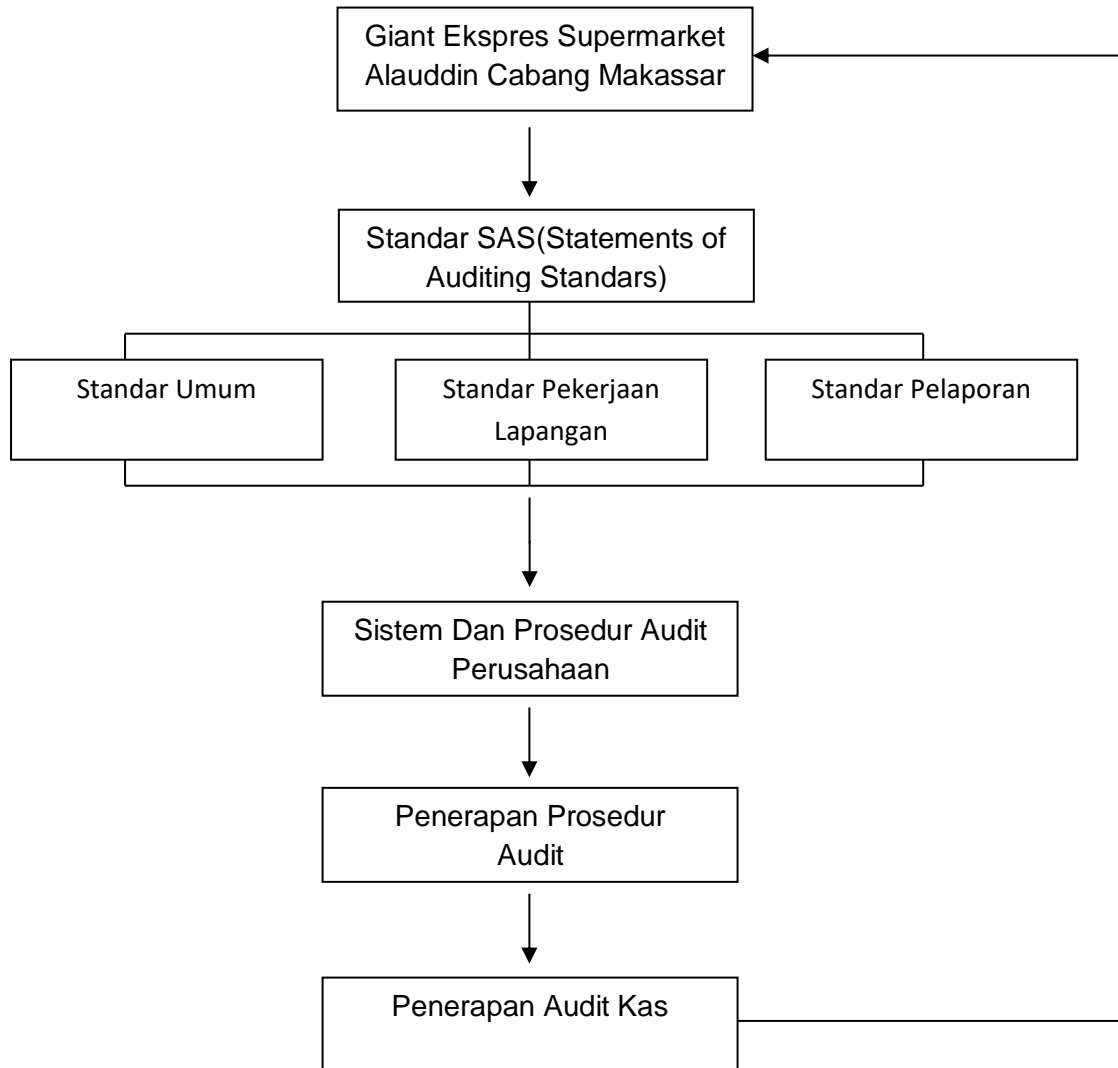 Giant Ekspres Supermarket
Alauddin Cabang Makassar
Standar SAS(Statements of
Auditing Standars)
Standar Umum
Standar Pekerjaan
Lapangan
Standar Pelaporan
Sistem Dan Prosedur Audit
Perusahaan
Penerapan Prosedur
Audit
Penerapan Audit Kas